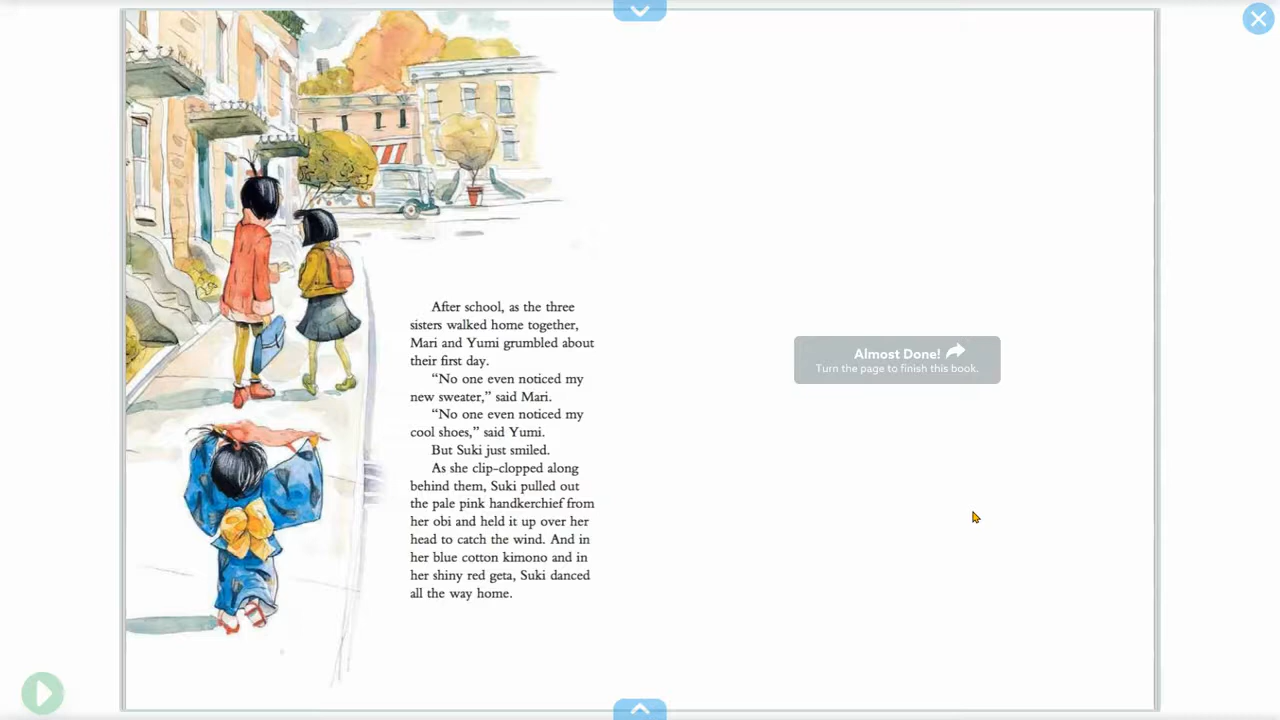 After school, as the three
sisters walked home together,
Mari and Yumi grumbled about
their first day.
“No one even noticed my
new sweater,” said Mari.
“No one even noticed my
cool shoes,” said Yumi.
But Suki just smiled.
As she clip-clopped along
behind them, Suki pulled out
the pale pink handkerchief from
her obi and held it up over her
head to catch the wind. And in
her blue cotton kimono and in
her shiny red geta, Suki danced
all the way home.
Almost Done!
Turn the page to finish this book.